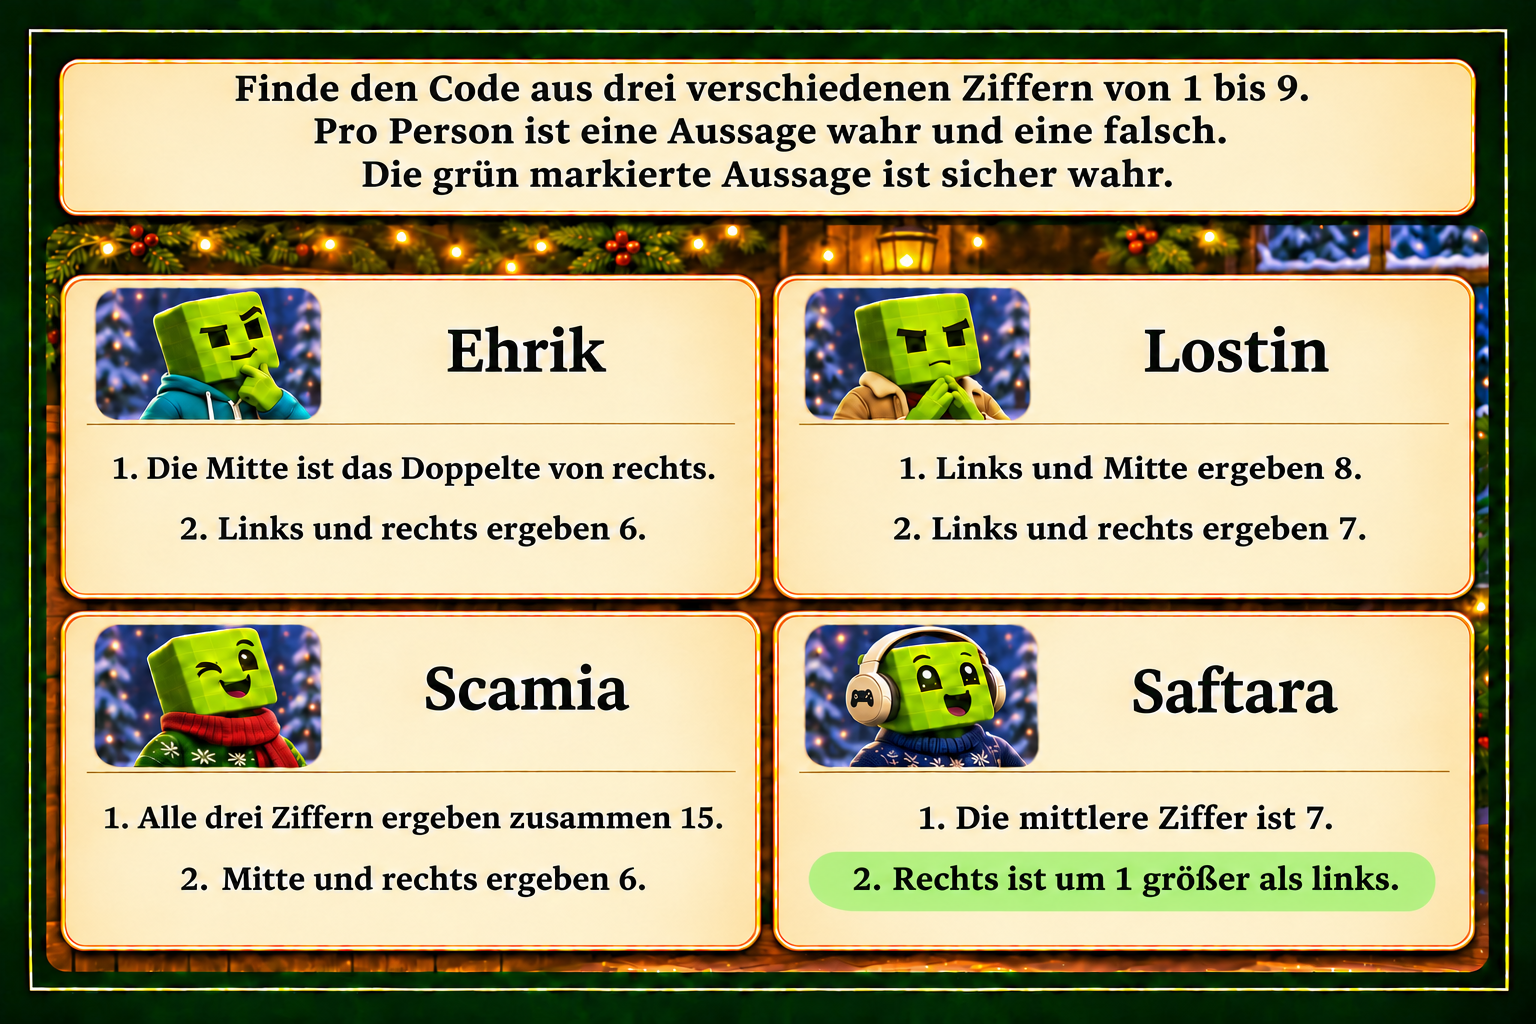 Finde den Code aus drei verschiedenen Ziffern von 1 bis 9.
Pro Person ist eine Aussage wahr und eine falsch.
Die grün markierte Aussage ist sicher wahr.
Ehrik
1. Die Mitte ist das Doppelte von rechts.
2. Links und rechts ergeben 6.
Lostin
1. Links und Mitte ergeben 8.
2. Links und rechts ergeben 7.
Scamia
1. Alle drei Ziffern ergeben zusammen 15.
2. Mitte und rechts ergeben 6.
Saftara
1. Die mittlere Ziffer ist 7.
2. Rechts ist um 1 größer als links.